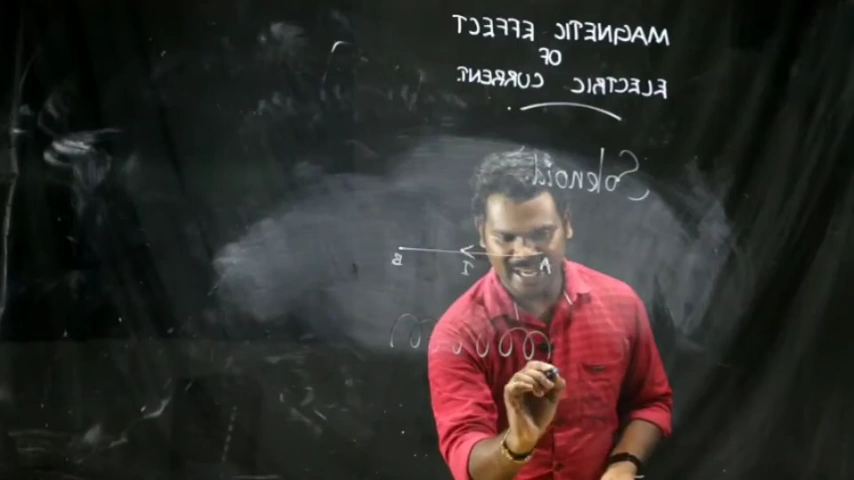 MAGNETIC EFFECT
OF
ELECTRIC CURRENT.
Solenoid
A I B